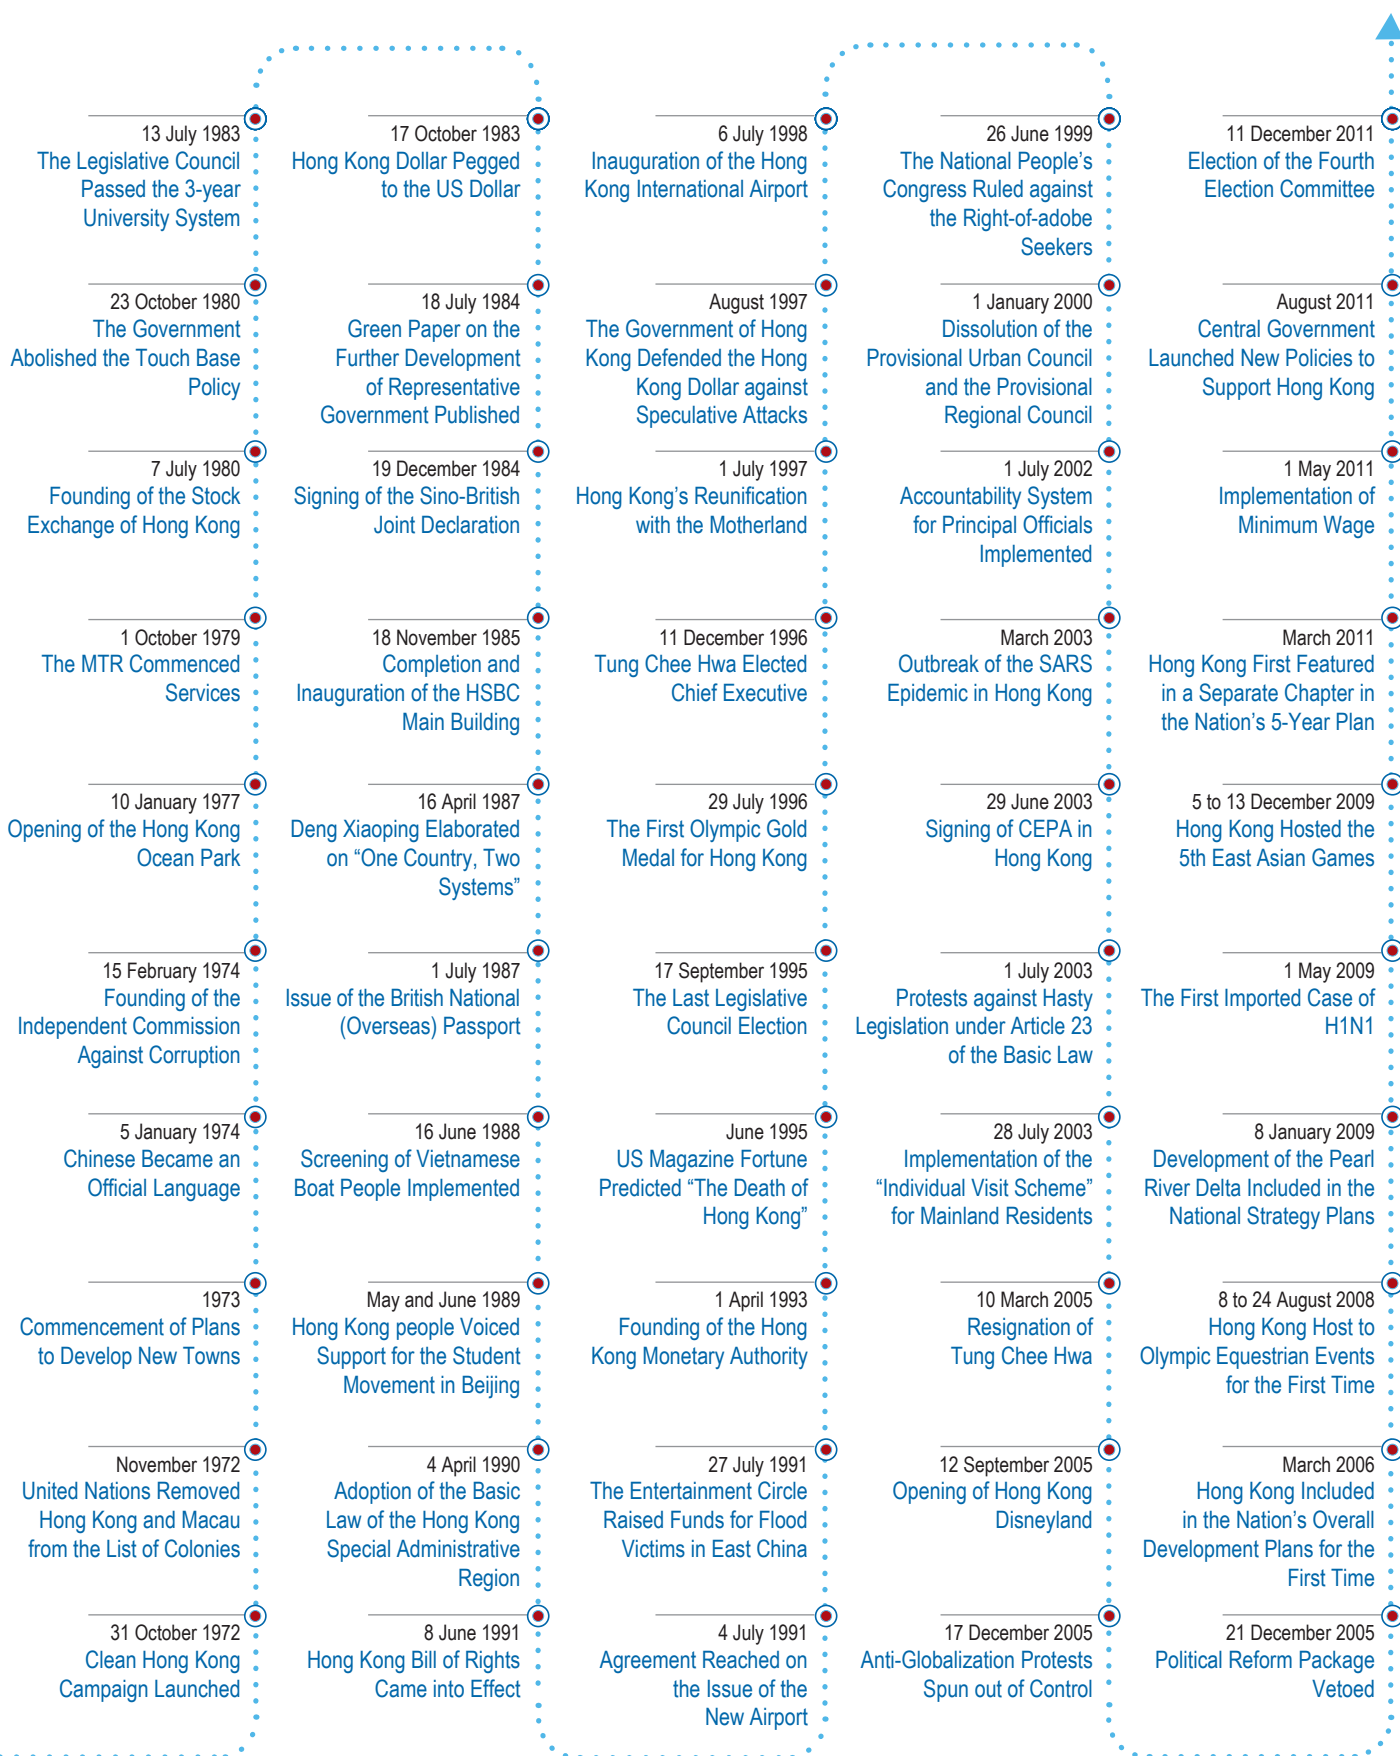 13 July 1983
The Legislative Council
Passed the 3-year
University System
23 October 1980
The Government
Abolished the Touch Base
Policy
7 July 1980
Founding of the Stock
Exchange of Hong Kong
1 October 1979
The MTR Commenced
Services
10 January 1977
Opening of the Hong Kong
Ocean Park
15 February 1974
Founding of the
Independent Commission
Against Corruption
5 January 1974
Chinese Became an
Official Language
1973
Commencement of Plans
to Develop New Towns
November 1972
United Nations Removed
Hong Kong and Macau
from the List of Colonies
31 October 1972
Clean Hong Kong
Campaign Launched
17 October 1983
Hong Kong Dollar Pegged
to the US Dollar
18 July 1984
Green Paper on the
Further Development
of Representative
Government Published
19 December 1984
Signing of the Sino-British
Joint Declaration
18 November 1985
Completion and
Inauguration of the HSBC
Main Building
16 April 1987
Deng Xiaoping Elaborated
on “One Country, Two
Systems”
1 July 1987
Issue of the British National
(Overseas) Passport
16 June 1988
Screening of Vietnamese
Boat People Implemented
May and June 1989
Hong Kong people Voiced
Support for the Student
Movement in Beijing
4 April 1990
Adoption of the Basic
Law of the Hong Kong
Special Administrative
Region
8 June 1991
Hong Kong Bill of Rights
Came into Effect
6 July 1998
Inauguration of the Hong
Kong International Airport
August 1997
The Government of Hong
Kong Defended the Hong
Kong Dollar against
Speculative Attacks
1 July 1997
Hong Kong’s Reunification
with the Motherland
11 December 1996
Tung Chee Hwa Elected
Chief Executive
29 July 1996
The First Olympic Gold
Medal for Hong Kong
17 September 1995
The Last Legislative
Council Election
June 1995
US Magazine Fortune
Predicted “The Death of
Hong Kong”
1 April 1993
Founding of the Hong
Kong Monetary Authority
27 July 1991
The Entertainment Circle
Raised Funds for Flood
Victims in East China
4 July 1991
Agreement Reached on
the Issue of the
New Airport
26 June 1999
The National People’s
Congress Ruled against
the Right-of-adobe
Seekers
1 January 2000
Dissolution of the
Provisional Urban Council
and the Provisional
Regional Council
1 July 2002
Accountability System
for Principal Officials
Implemented
March 2003
Outbreak of the SARS
Epidemic in Hong Kong
29 June 2003
Signing of CEPA in
Hong Kong
1 July 2003
Protests against Hasty
Legislation under Article 23
of the Basic Law
28 July 2003
Implementation of the
“Individual Visit Scheme”
for Mainland Residents
10 March 2005
Resignation of
Tung Chee Hwa
12 September 2005
Opening of Hong Kong
Disneyland
17 December 2005
Anti-Globalization Protests
Spun out of Control
11 December 2011
Election of the Fourth
Election Committee
August 2011
Central Government
Launched New Policies to
Support Hong Kong
1 May 2011
Implementation of
Minimum Wage
March 2011
Hong Kong First Featured
in a Separate Chapter in
the Nation’s 5-Year Plan
5 to 13 December 2009
Hong Kong Hosted the
5th East Asian Games
1 May 2009
The First Imported Case of
H1N1
8 January 2009
Development of the Pearl
River Delta Included in the
National Strategy Plans
8 to 24 August 2008
Hong Kong Host to
Olympic Equestrian Events
for the First Time
March 2006
Hong Kong Included
in the Nation’s Overall
Development Plans for the
First Time
21 December 2005
Political Reform Package
Vetoed